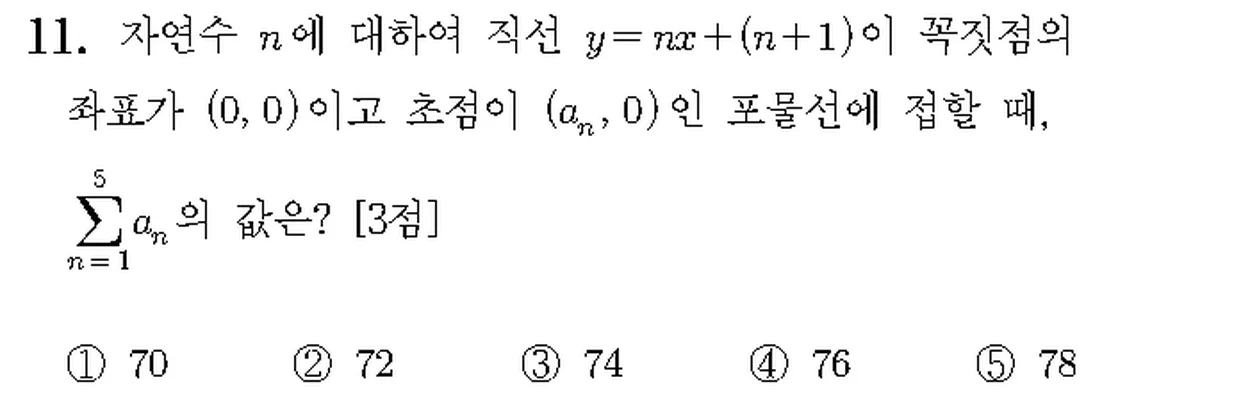 11. 자연수 n에 대하여 직선 y=nx+(n+1)이 꼭짓점의
좌표가 (0, 0)이고 초점이 (aₙ, 0)인 포물선에 접할 때,
5
∑aₙ의 값은? [3점]
n=1
① 70 ② 72 ③ 74 ④ 76 ⑤ 78